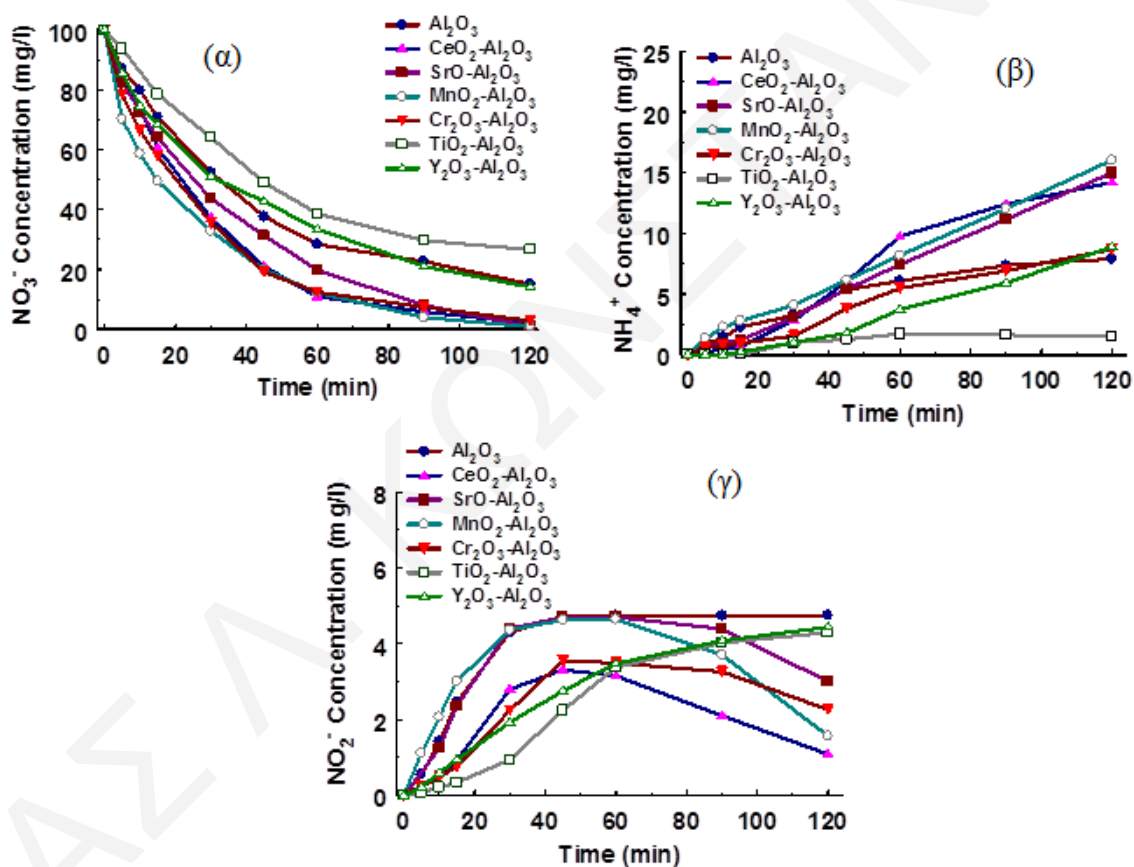 (α)
NO₃⁻ Concentration (mg/l)
100
80
60
40
20
0
Al₂O₃
CeO₂-Al₂O₃
SrO-Al₂O₃
MnO₂-Al₂O₃
Cr₂O₃-Al₂O₃
TiO₂-Al₂O₃
Y₂O₃-Al₂O₃
0 20 40 60 80 100 120
Time (min)
(β)
NH₄⁺ Concentration (mg/l)
25
20
15
10
5
0
Al₂O₃
CeO₂-Al₂O₃
SrO-Al₂O₃
MnO₂-Al₂O₃
Cr₂O₃-Al₂O₃
TiO₂-Al₂O₃
Y₂O₃-Al₂O₃
0 20 40 60 80 100 120
Time (min)
(γ)
NO₂⁻ Concentration (mg/l)
8
6
4
2
0
Al₂O₃
CeO₂-Al₂O₃
SrO-Al₂O₃
MnO₂-Al₂O₃
Cr₂O₃-Al₂O₃
TiO₂-Al₂O₃
Y₂O₃-Al₂O₃
0 20 40 60 80 100 120
Time (min)